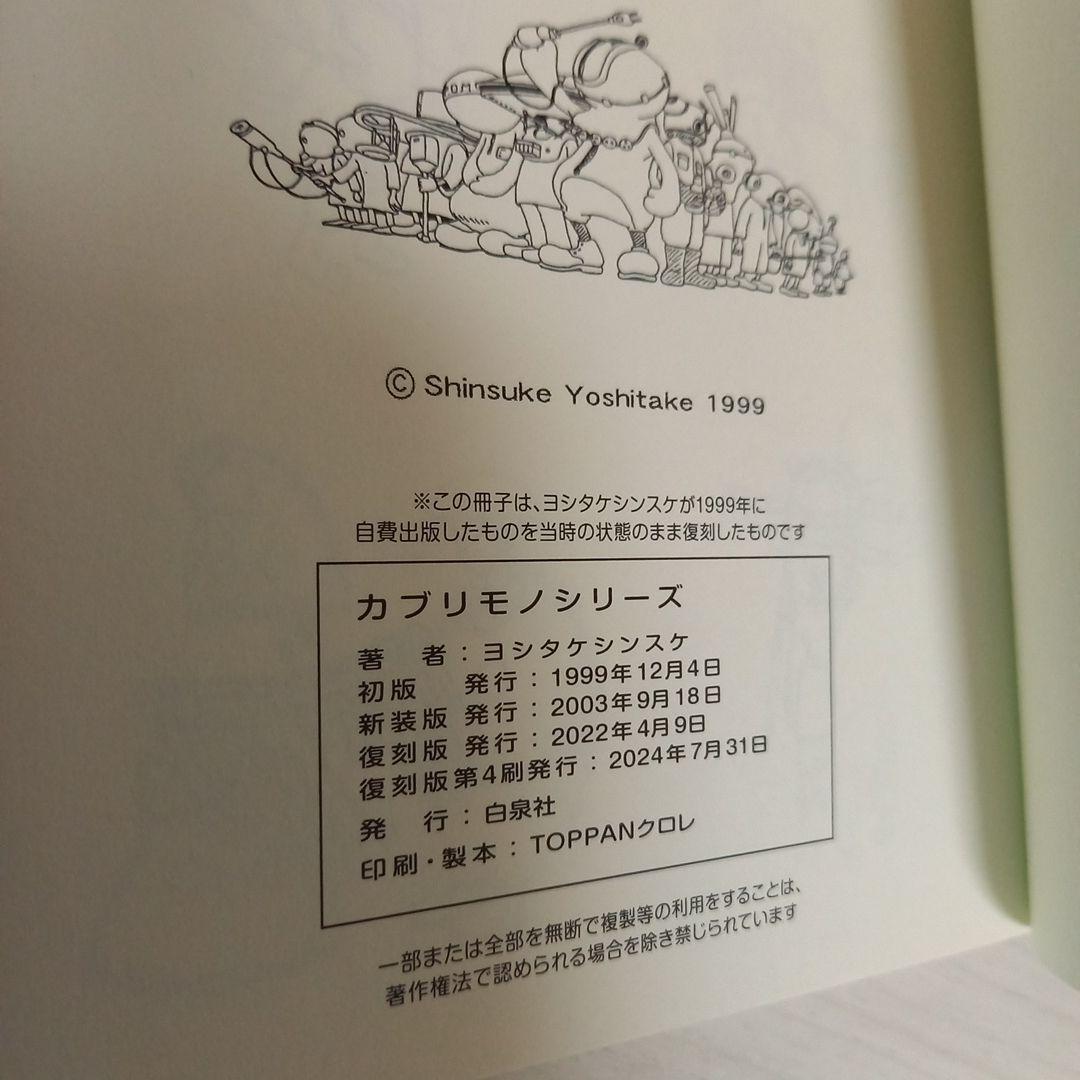 © Shinsuke Yoshitake 1999
※この冊子は、ヨシタケシンスケが1999年に
自費出版したものを当時の状態のまま復刻したものです
カブリモノシリーズ
著　者：ヨシタケシンスケ
初版　発行：1999年12月4日
新装版 発行：2003年9月18日
復刻版 発行：2022年4月9日
復刻版第4刷発行：2024年7月31日
発　行：白泉社
印刷・製本：TOPPANクロレ
一部または全部を無断で複製等の利用をすることは、
著作権法で認められる場合を除き禁じられています